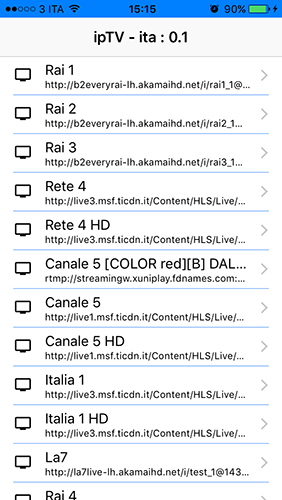 3 ITA 15:15 90%
ipTV - ita : 0.1
Rai 1
http://b2everyrai-lh.akamaihd.net/i/rai1_1@...
Rai 2
http://b2everyrai-lh.akamaihd.net/i/rai2_1...
Rai 3
http://b2everyrai-lh.akamaihd.net/i/rai3_1...
Rete 4
http://live3.msf.ticdn.it/Content/HLS/Live/...
Rete 4 HD
http://live3.msf.ticdn.it/Content/HLS/Live/...
Canale 5 [COLOR red][B] DAL...
rtmp://streamingw.xuniplay.fdnames.com:...
Canale 5
http://live1.msf.ticdn.it/Content/HLS/Live/...
Canale 5 HD
http://live1.msf.ticdn.it/Content/HLS/Live/...
Italia 1
http://live3.msf.ticdn.it/Content/HLS/Live/...
Italia 1 HD
http://live3.msf.ticdn.it/Content/HLS/Live/...
La7
http://la7live-lh.akamaihd.net/i/test_1@143...
Rai 4